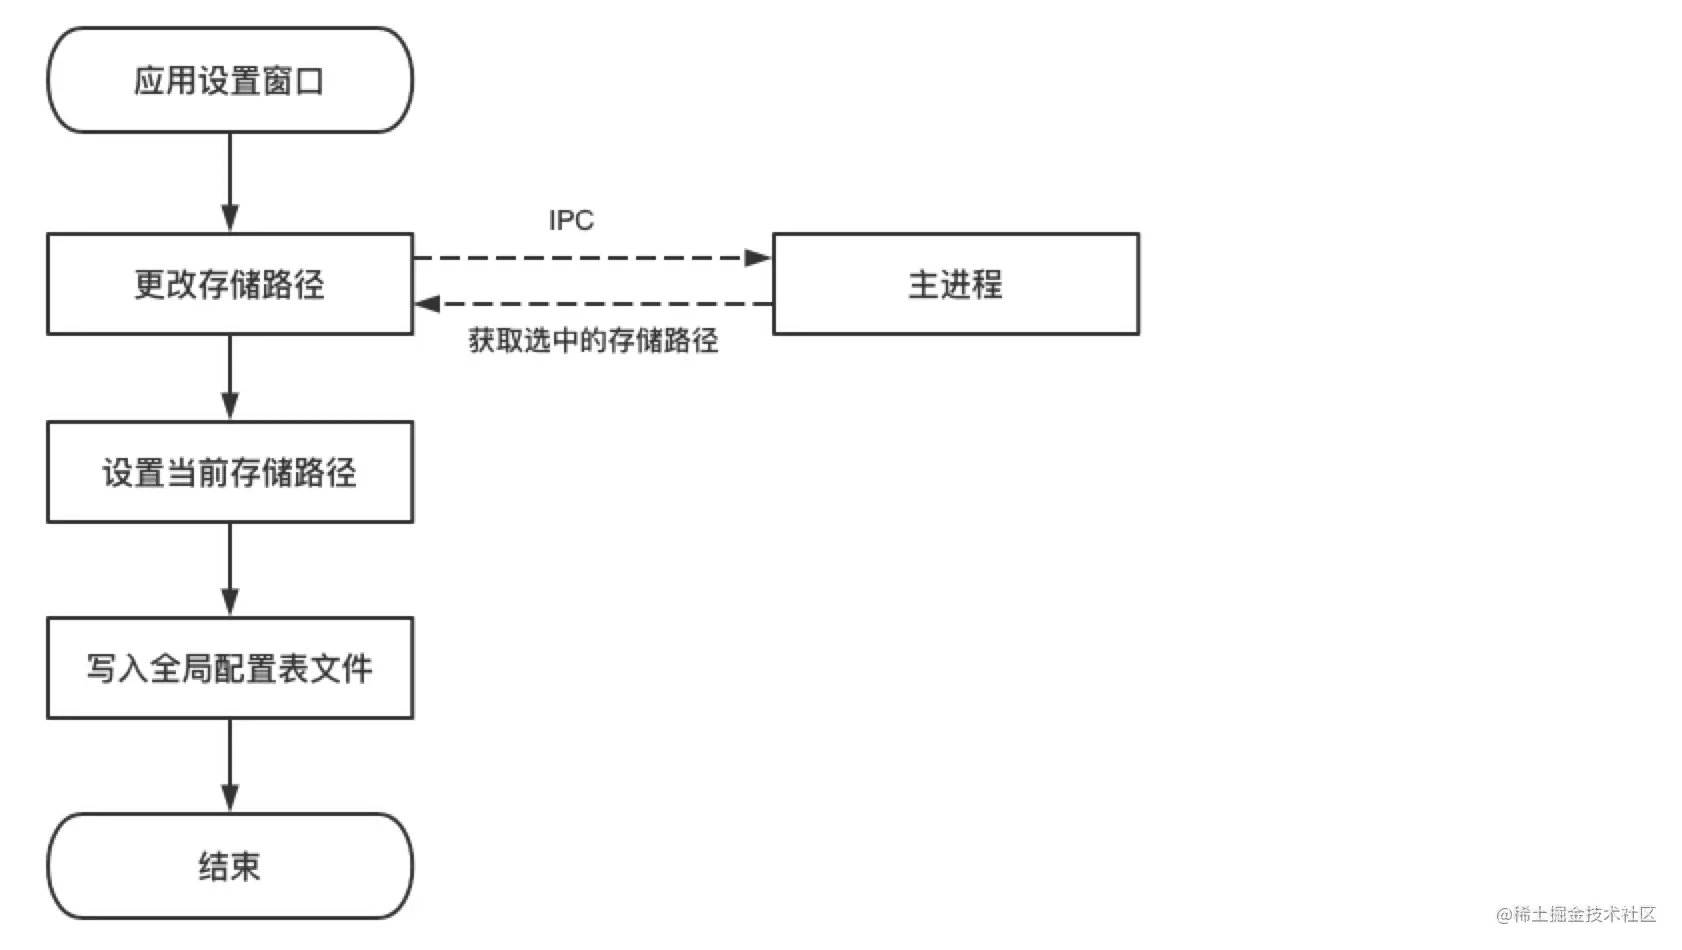 应用设置窗口
IPC
更改存储路径
主进程
获取选中的存储路径
设置当前存储路径
写入全局配置表文件
结束
@稀土掘金技术社区